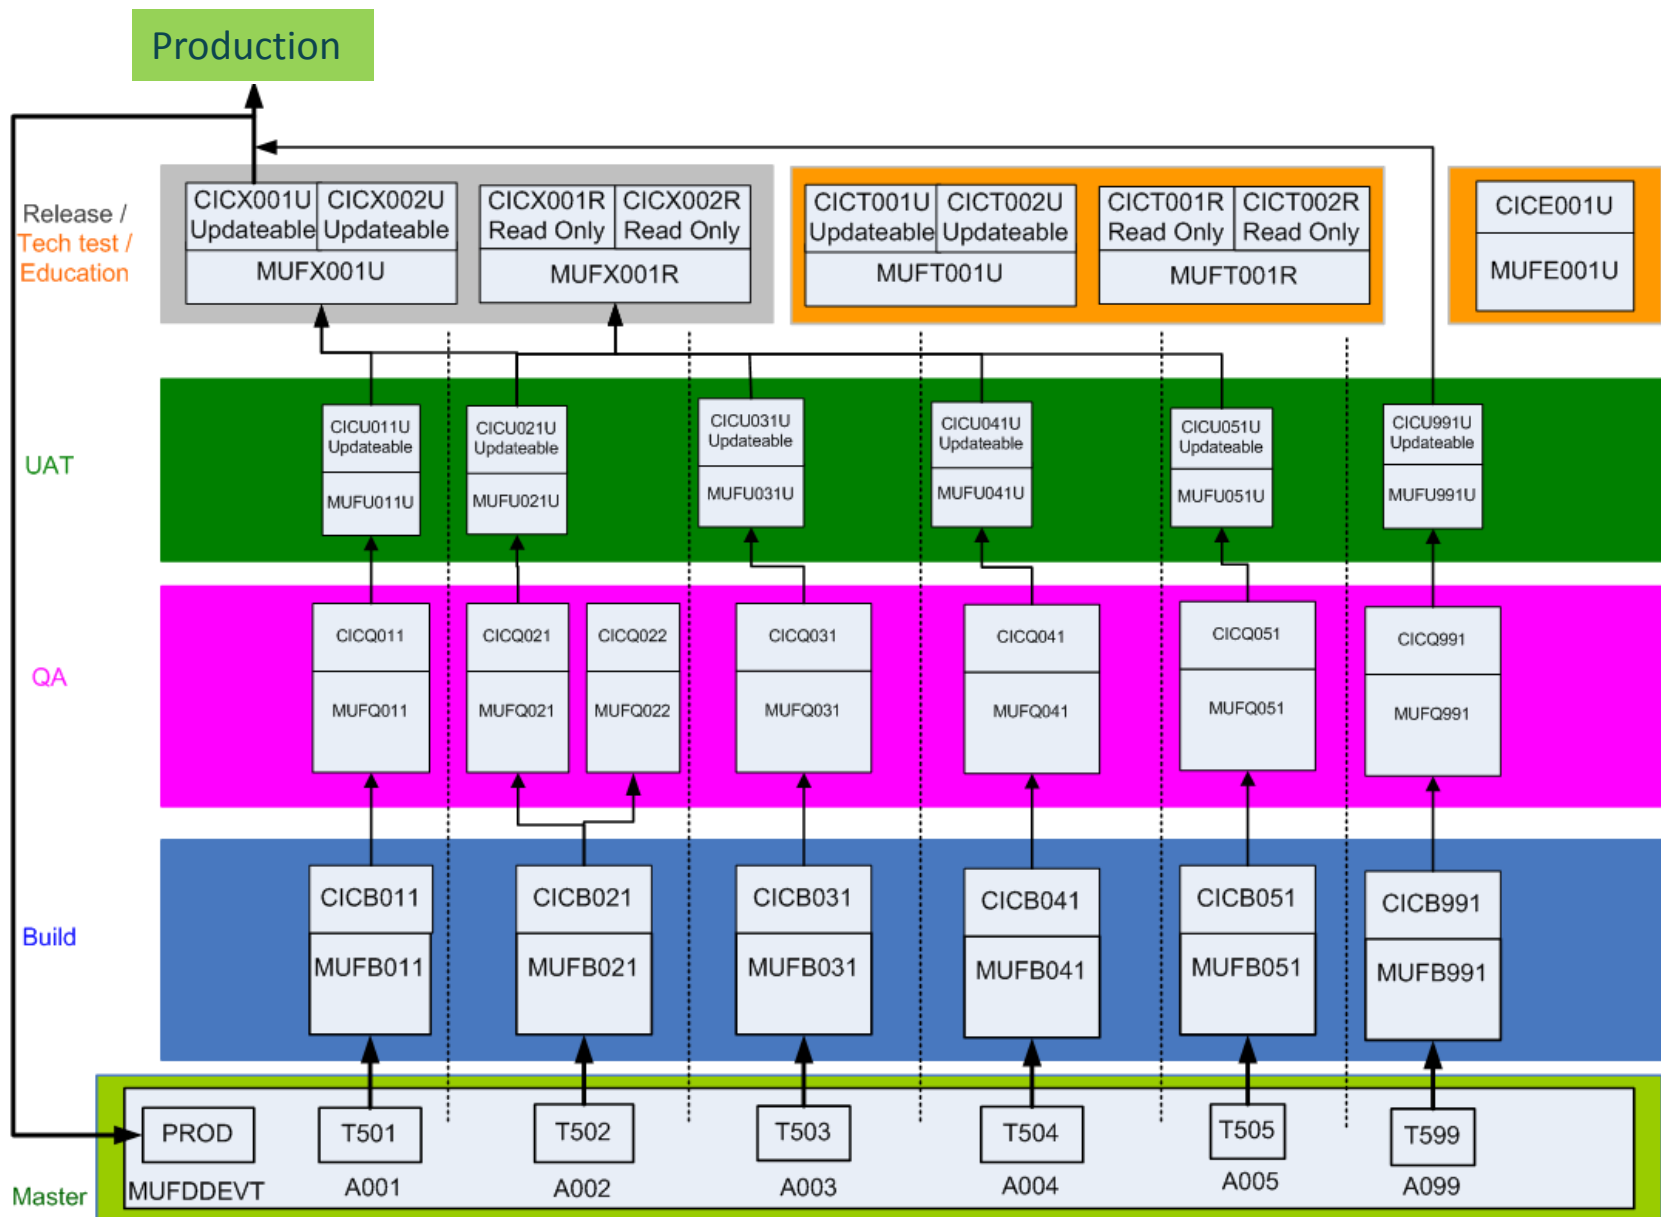 Production
Release /
Tech test /
Education
CICX001U
Updateable
CICX002U
Updateable
MUFX001U
CICX001R
Read Only
CICX002R
Read Only
MUFX001R
CICT001U
Updateable
CICT002U
Updateable
MUFT001U
CICT001R
Read Only
CICT002R
Read Only
MUFT001R
CICE001U
MUFE001U
UAT
CICU011U
Updateable
MUFU011U
CICU021U
Updateable
MUFU021U
CICU031U
Updateable
MUFU031U
CICU041U
Updateable
MUFU041U
CICU051U
Updateable
MUFU051U
CICU991U
Updateable
MUFU991U
QA
CICQ011
MUFQ011
CICQ021
MUFQ021
CICQ022
MUFQ022
CICQ031
MUFQ031
CICQ041
MUFQ041
CICQ051
MUFQ051
CICQ991
MUFQ991
Build
CICB011
MUFB011
CICB021
MUFB021
CICB031
MUFB031
CICB041
MUFB041
CICB051
MUFB051
CICB991
MUFB991
Master
PROD
MUFDDEVT
T501
A001
T502
A002
T503
A003
T504
A004
T505
A005
T599
A099